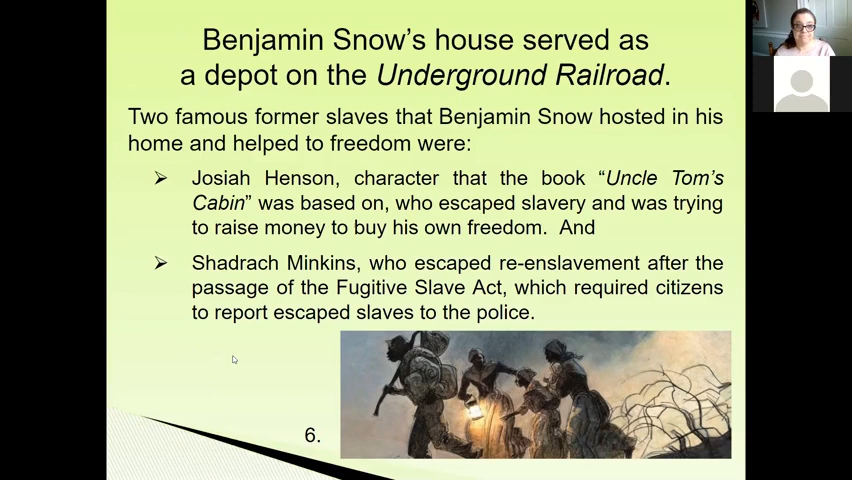 Benjamin Snow’s house served as
a depot on the Underground Railroad.
Two famous former slaves that Benjamin Snow hosted in his
home and helped to freedom were:
Josiah Henson, character that the book “Uncle Tom’s
Cabin” was based on, who escaped slavery and was trying
to raise money to buy his own freedom. And
Shadrach Minkins, who escaped re-enslavement after the
passage of the Fugitive Slave Act, which required citizens
to report escaped slaves to the police.
6.